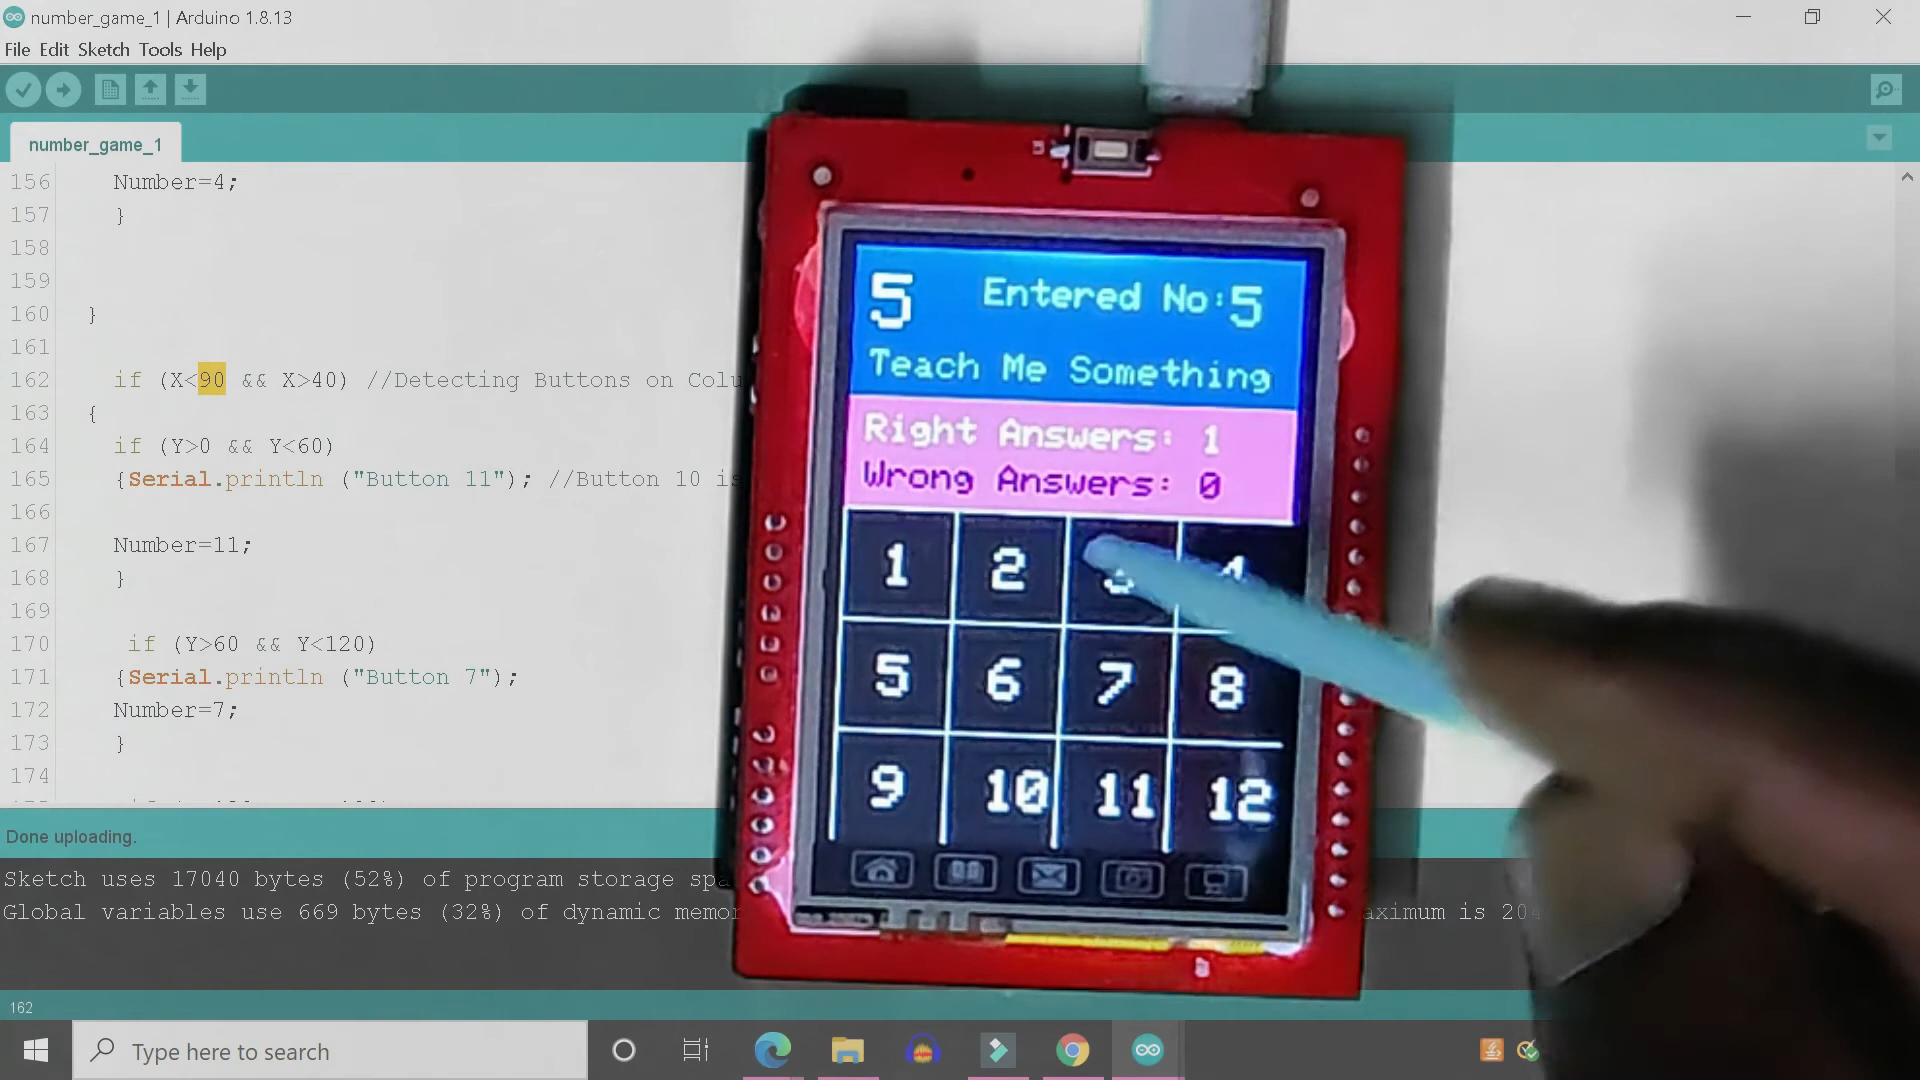 number_game_1 | Arduino 1.8.13
File Edit Sketch Tools Help
number_game_1
156 Number=4;
157 }
158
159
160 }
161
162 if (X<90 && X>40) //Detecting Buttons on
163 {
164 if (Y>0 && Y<60)
165 {Serial.println ("Button 11"); //Button 10 is
166
167 Number=11;
168 }
169
170 if (Y>60 && Y<120)
171 {Serial.println ("Button 7");
172 Number=7;
173 }
174
Done uploading.
Sketch uses 17040 bytes (52%) of program storage
Global variables use 669 bytes (32%) of dynamic
is
162
Type here to search
5 Entered No:5
Teach Me Something
Right Answers: 1
Wrong Answers: 0
1 2 3 4
5 6 7 8
9 10 11 12